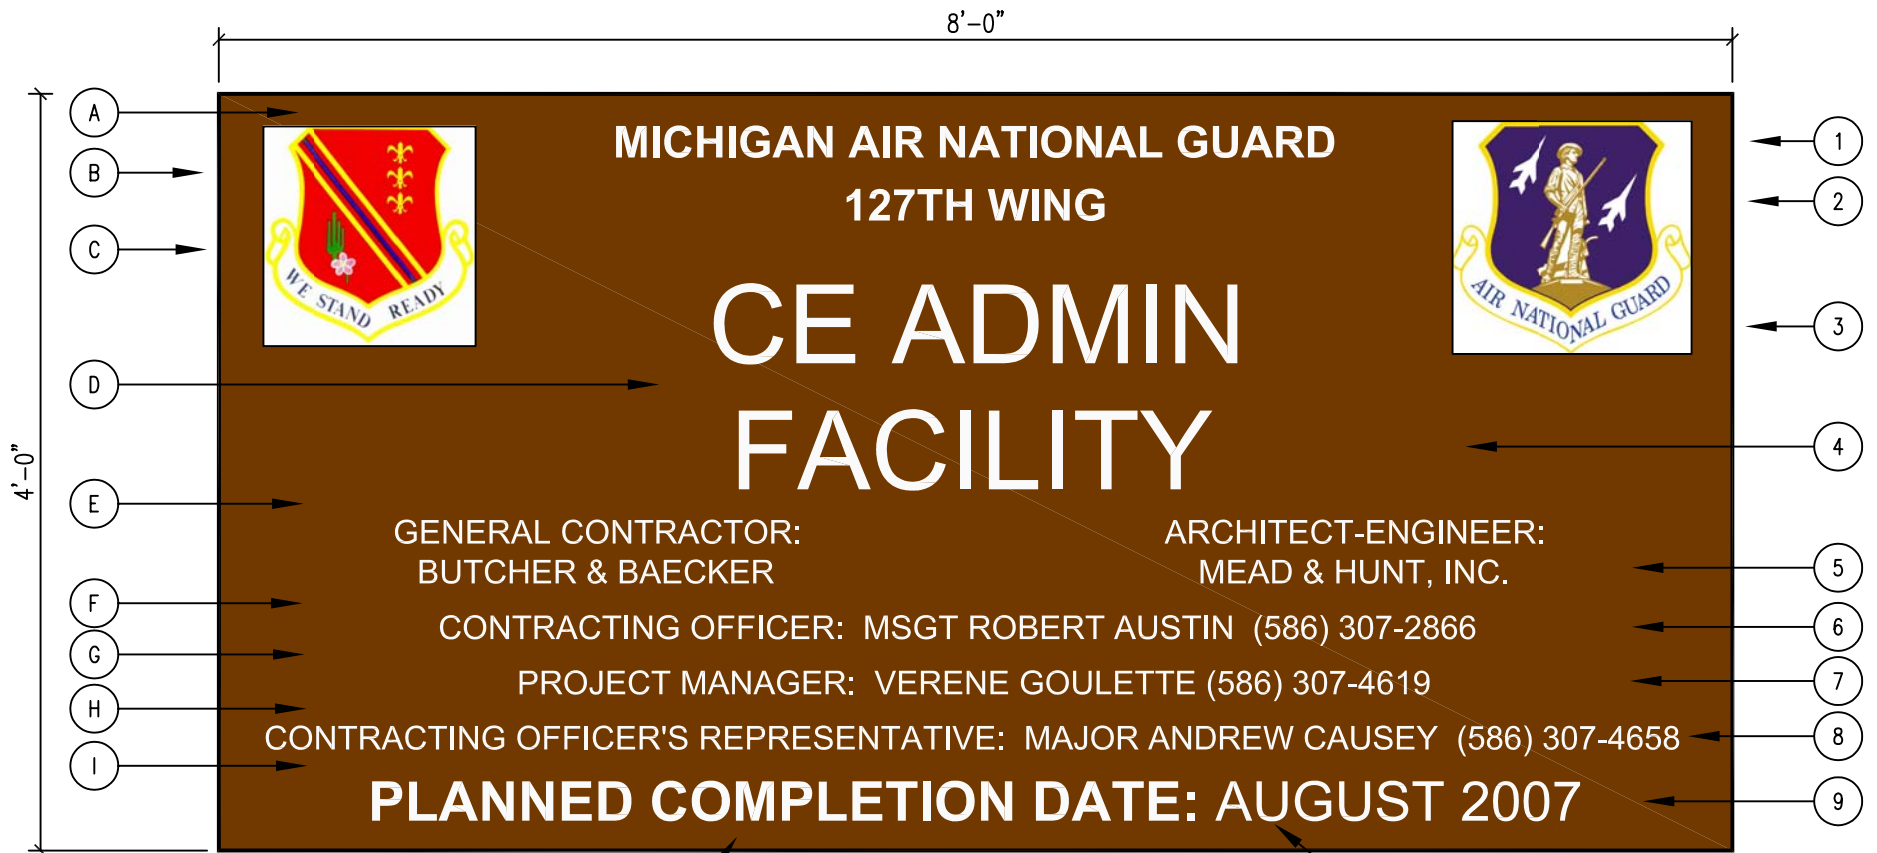 8'-0"
A
MICHIGAN AIR NATIONAL GUARD
1
B
127TH WING
2
C
WE STAND READY
AIR NATIONAL GUARD
3
CE ADMIN
D
FACILITY
4
4'-0"
E
GENERAL CONTRACTOR:
BUTCHER & BAECKER
ARCHITECT-ENGINEER:
MEAD & HUNT, INC.
5
F
CONTRACTING OFFICER: MSGT ROBERT AUSTIN (586) 307-2866
6
G
PROJECT MANAGER: VERENE GOULETTE (586) 307-4619
7
H
CONTRACTING OFFICER'S REPRESENTATIVE: MAJOR ANDREW CAUSEY (586) 307-4658
8
I
PLANNED COMPLETION DATE: AUGUST 2007
9